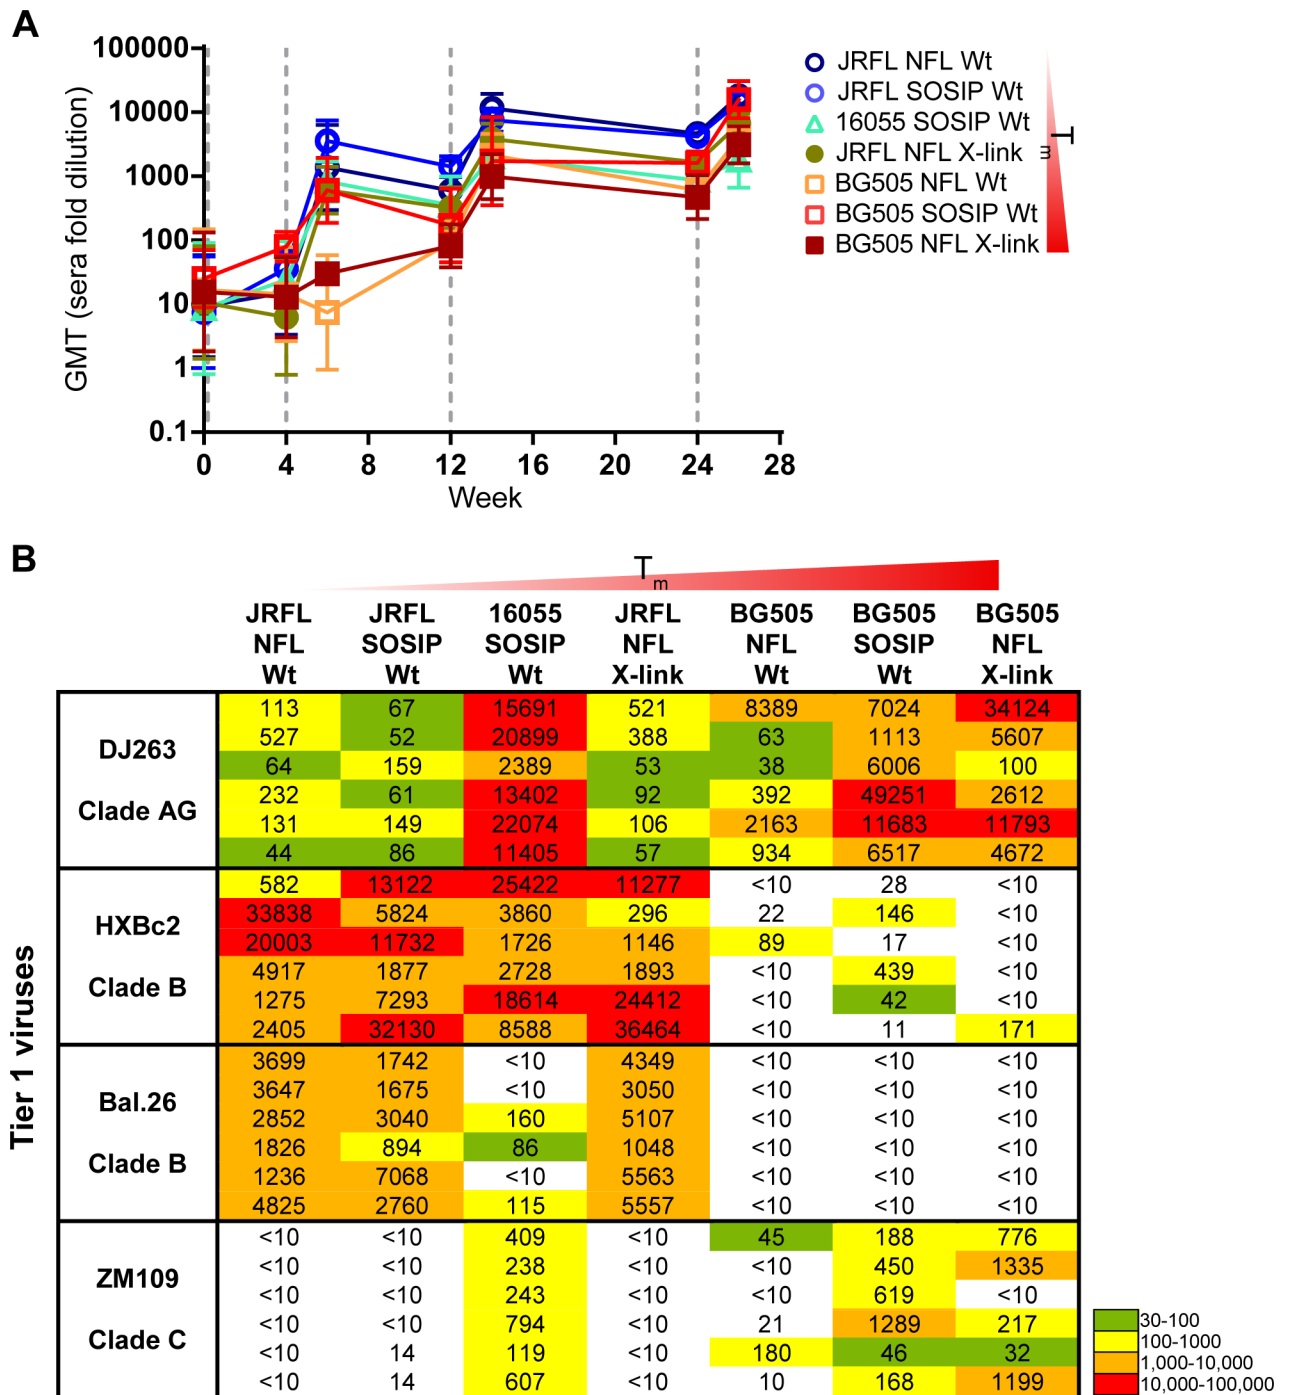 A
100000
10000
1000
100
10
1
0.1
GMT (sera fold dilution)
0 4 8 12 16 20 24 28
Week
JRFL NFL Wt
JRFL SOSIP Wt
16055 SOSIP Wt
JRFL NFL X-link
BG505 NFL Wt
BG505 SOSIP Wt
BG505 NFL X-link
Tm
B
Tm
JRFL JRFL 16055 JRFL BG505 BG505 BG505
NFL SOSIP SOSIP NFL NFL SOSIP NFL
Wt Wt Wt X-link Wt Wt X-link
Tier 1 viruses
DJ263
Clade AG
113 67 15691 521 8389 7024 34124
527 52 20899 388 63 1113 5607
64 159 2389 53 38 6006 100
232 61 13402 92 392 49251 2612
131 149 22074 106 2163 11683 11793
44 86 11405 57 934 6517 4672
HXBc2
Clade B
582 13122 25422 11277 <10 28 <10
33838 5824 3860 296 22 146 <10
20003 11732 1726 1146 89 17 <10
4917 1877 2728 1893 <10 439 <10
1275 7293 18614 24412 <10 42 <10
2405 32130 8588 36464 <10 11 171
Bal.26
Clade B
3699 1742 <10 4349 <10 <10 <10
3647 1675 <10 3050 <10 <10 <10
2852 3040 160 5107 <10 <10 <10
1826 894 86 1048 <10 <10 <10
1236 7068 <10 5563 <10 <10 <10
4825 2760 115 5557 <10 <10 <10
ZM109
Clade C
<10 <10 409 <10 45 188 776
<10 <10 238 <10 <10 450 1335
<10 <10 243 <10 <10 619 <10
<10 <10 794 <10 21 1289 217
<10 14 119 <10 180 46 32
<10 14 607 <10 10 168 1199
30-100
100-1000
1,000-10,000
10,000-100,000